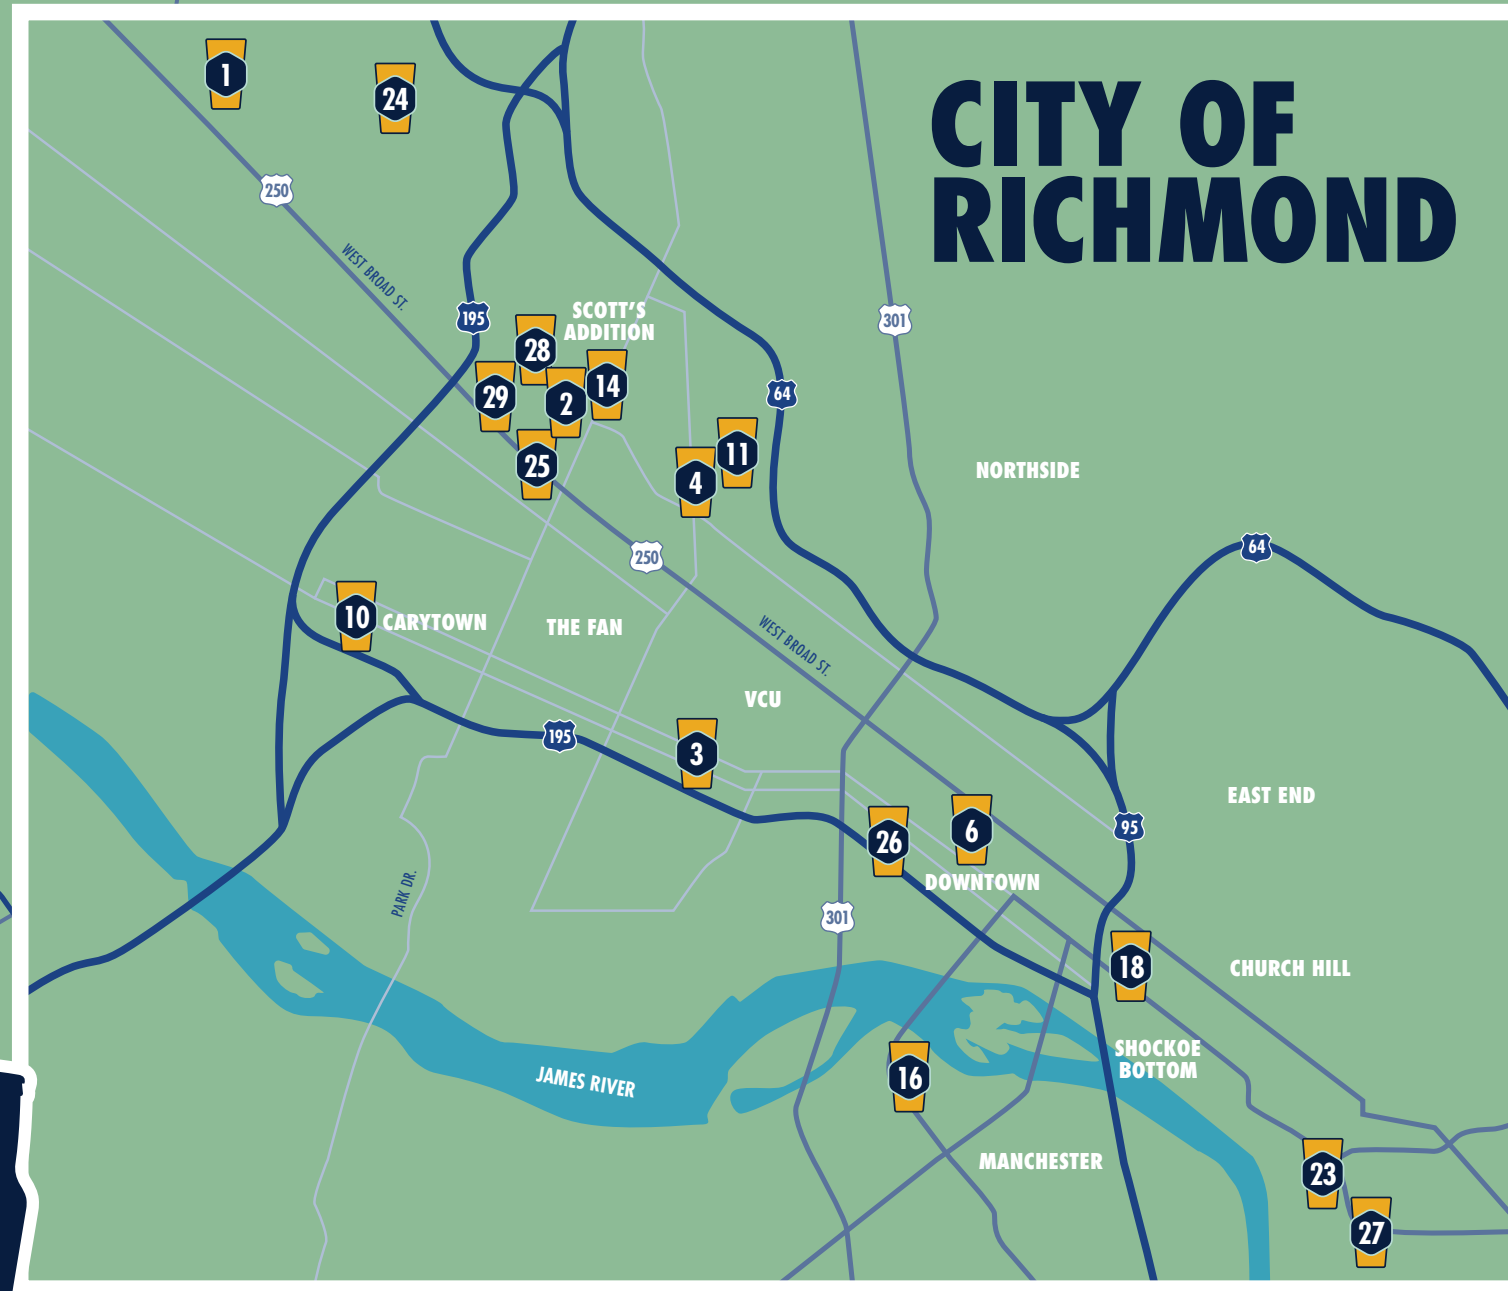 CITY OF
RICHMOND
1
24
250
WEST BROAD ST.
195
SCOTT'S
ADDITION
301
28
14
29
2
64
25
11
4
NORTHSIDE
250
64
10
CARYTOWN
THE FAN
WEST BROAD ST.
VCU
195
3
EAST END
95
26
6
DOWNTOWN
PARK DR.
301
18
CHURCH HILL
SHOCKOE
BOTTOM
JAMES RIVER
16
MANCHESTER
23
27